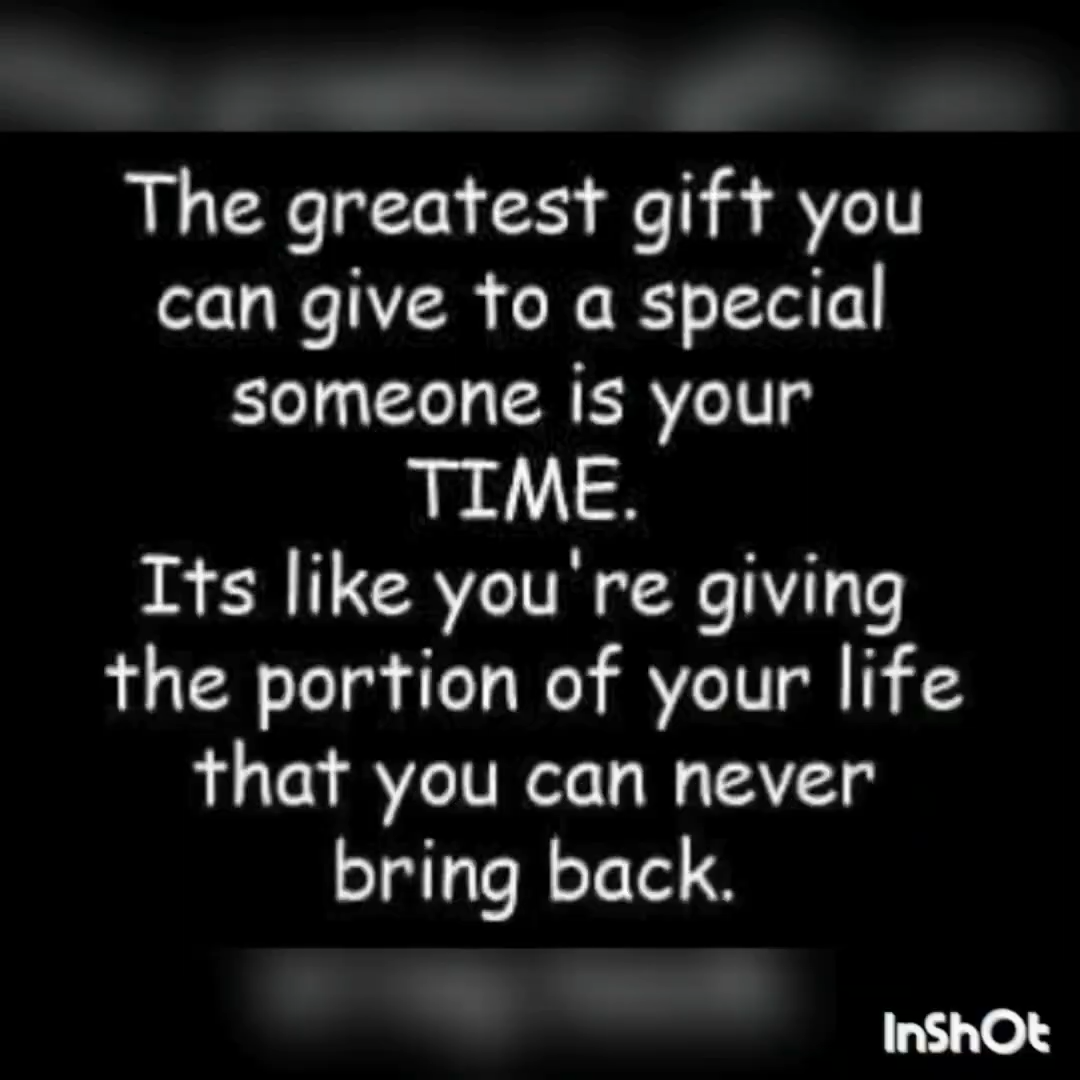 The greatest gift you
can give to a special
someone is your
TIME.
Its like you're giving
the portion of your life
that you can never
bring back.
InShOt